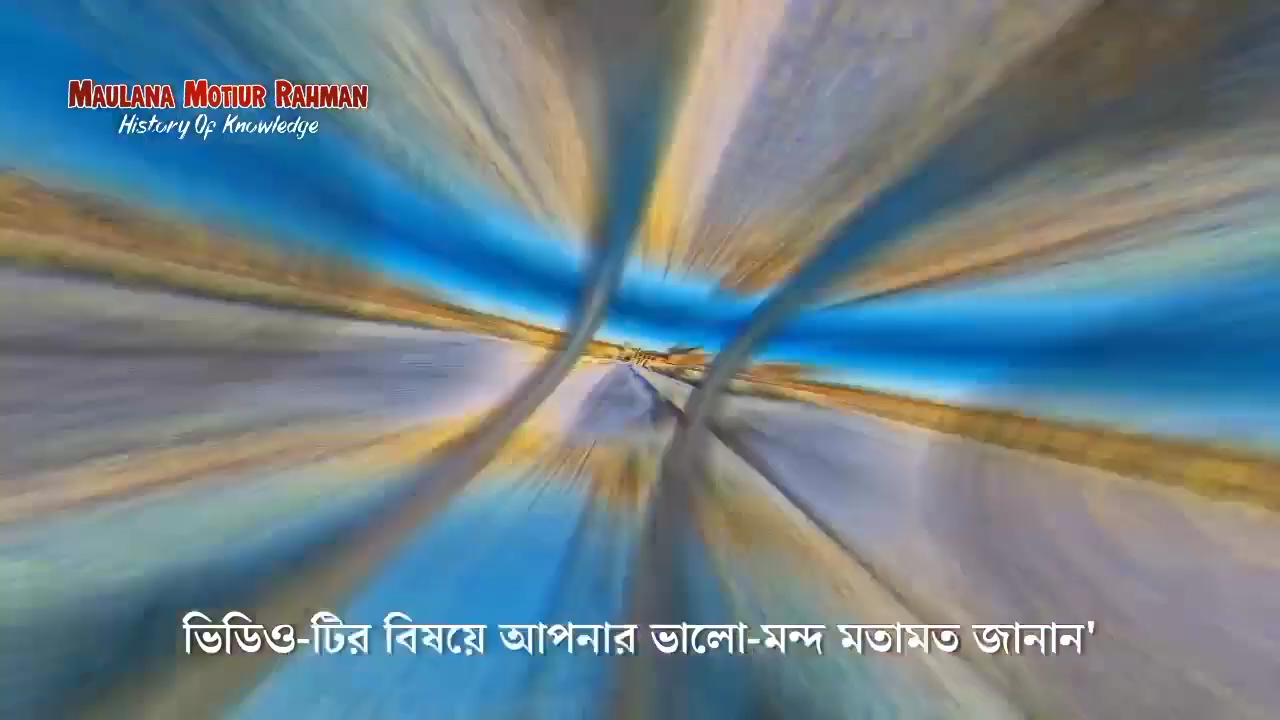 MAULANA MOTIUR RAHMAN
History Of Knowledge
ভিডিও-টির বিষয়ে আপনার ভালো-মন্দ মতামত জানান'